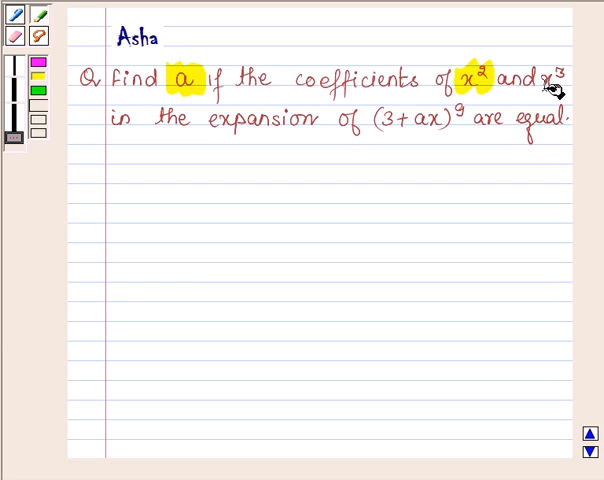 Asha
Q Find a if the coefficients of x² and x³
in the expansion of (3+ax)⁹ are equal.